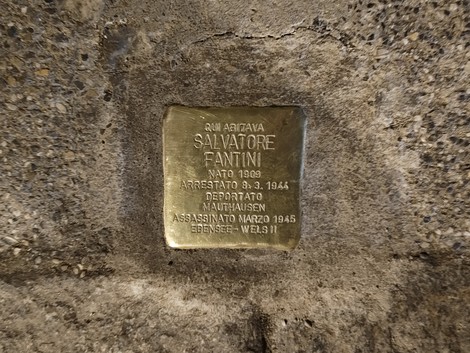 QUI ABITAVA
SALVATORE
FANTINI
NATO 1909
ARRESTATO 8.3.1944
DEPORTATO
MAUTHAUSEN
ASSASSINATO MARZO 1945
EBENSEE-WELS II